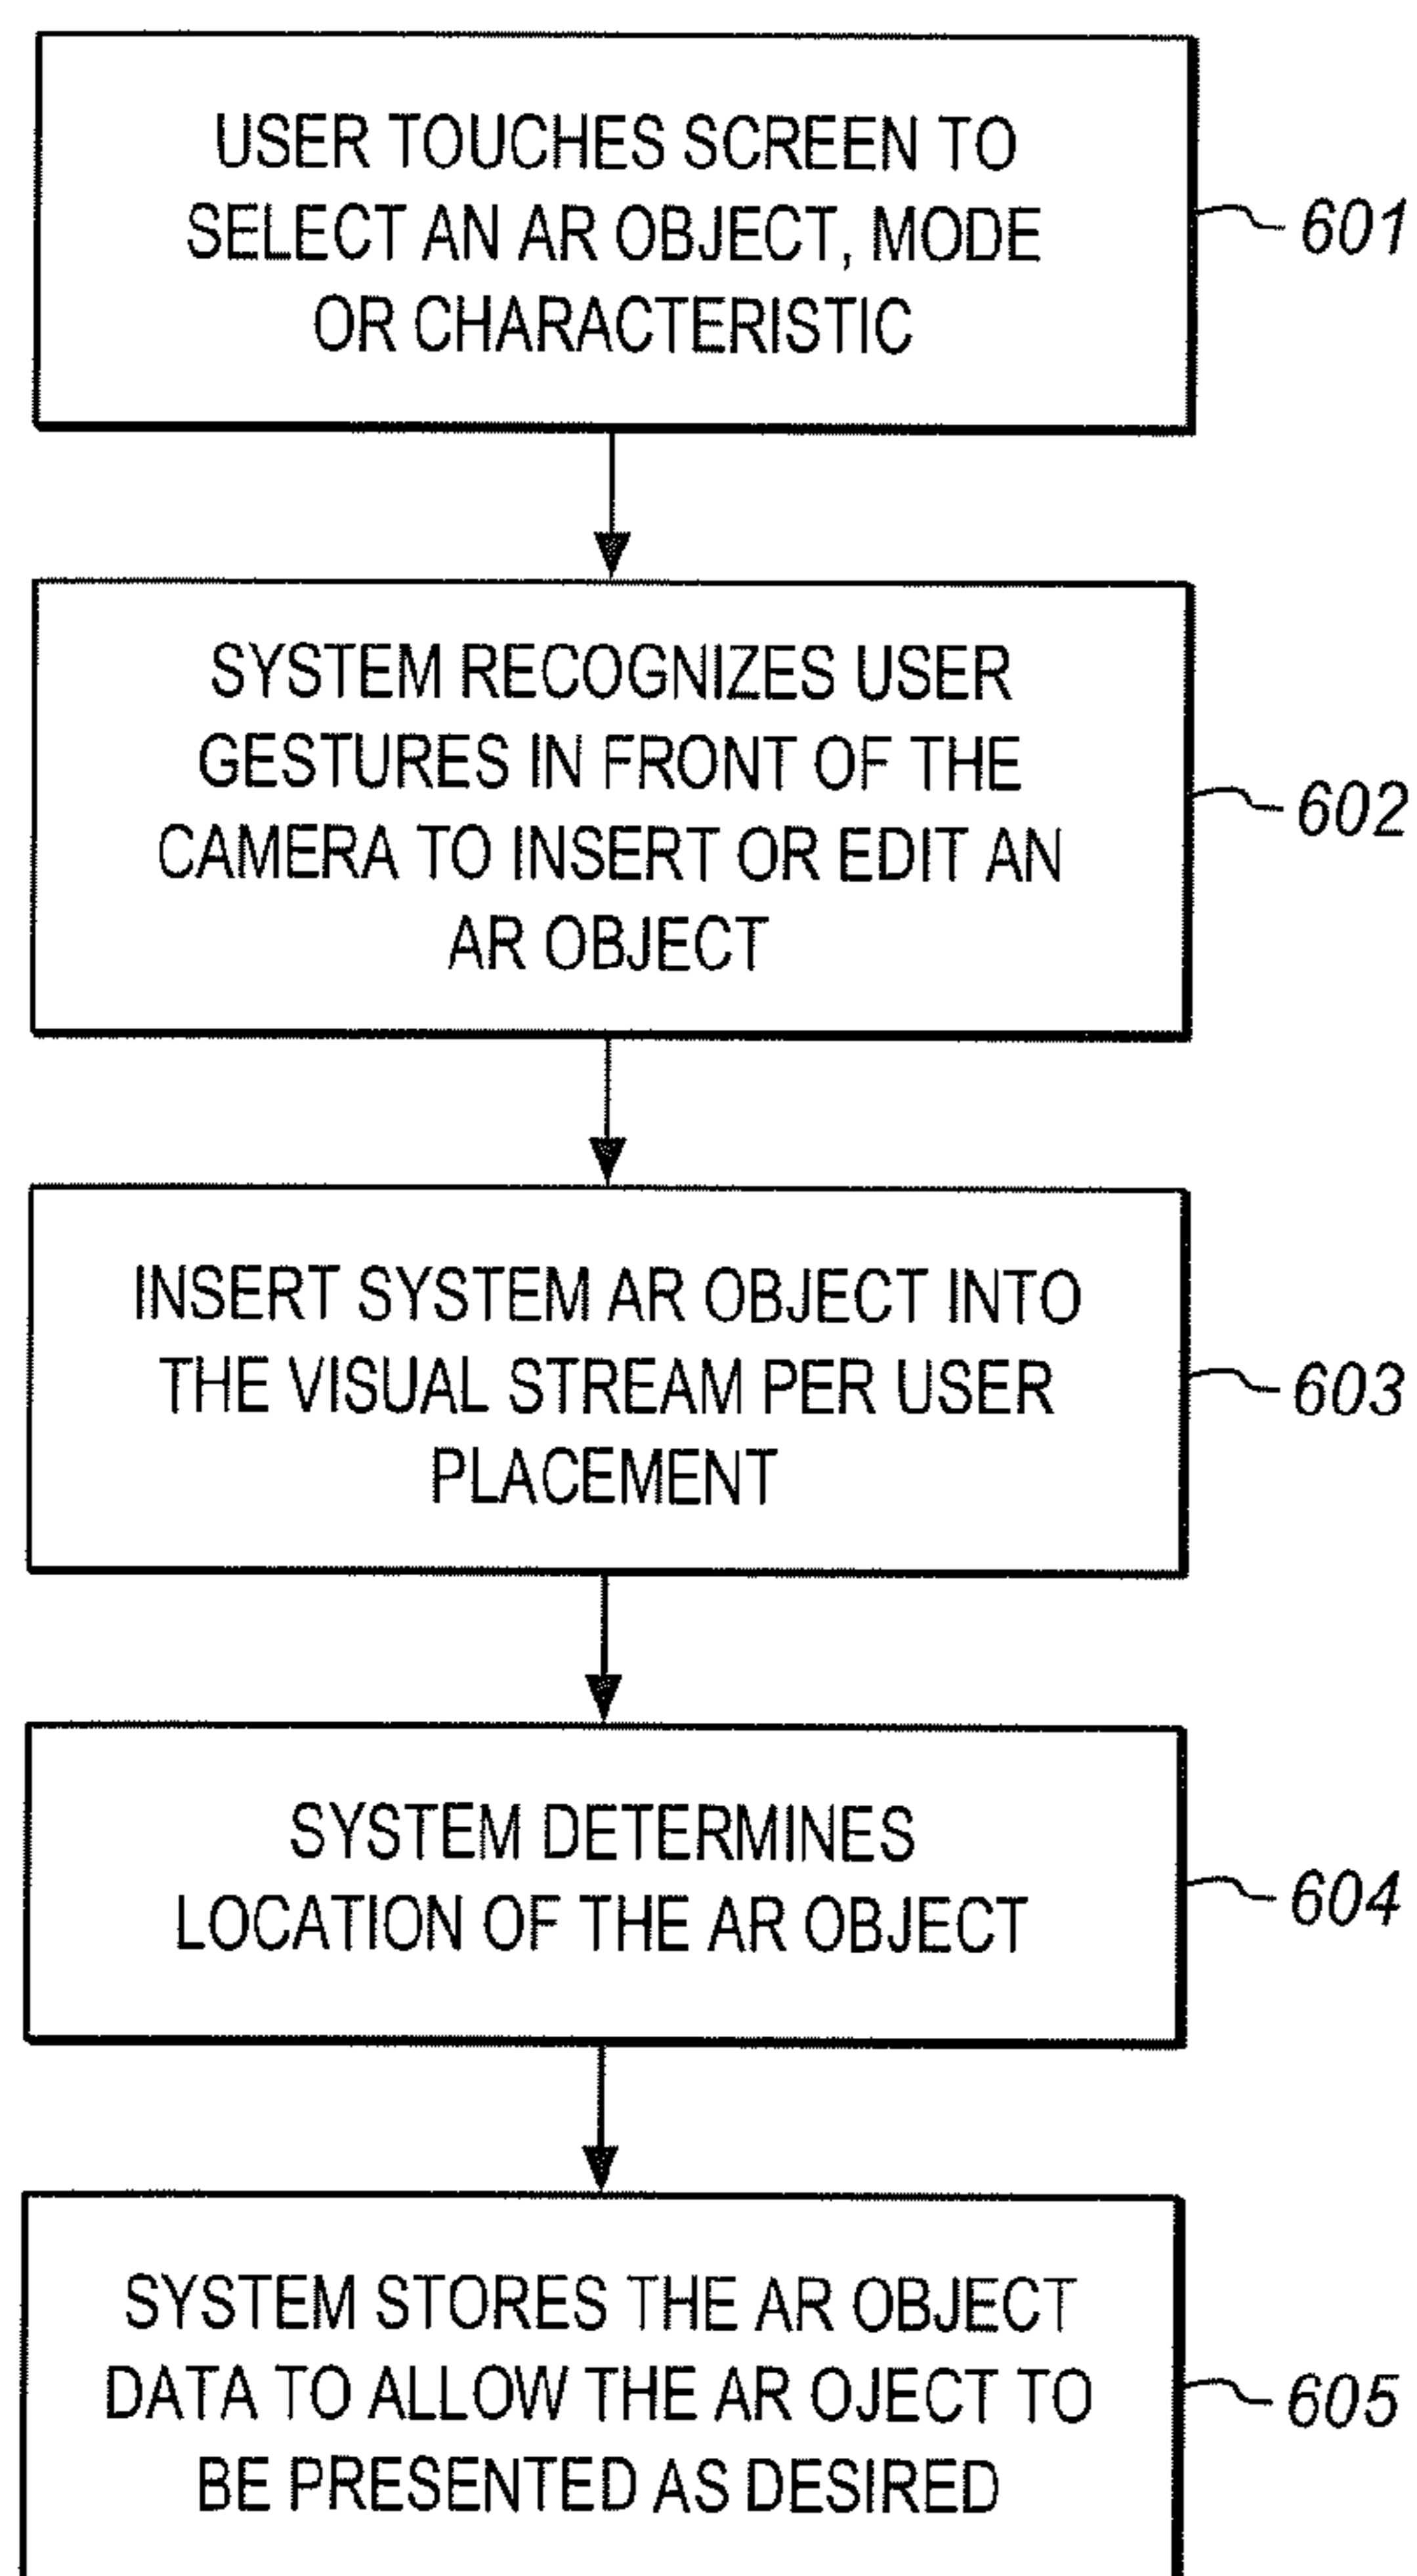 USER TOUCHES SCREEN TO
SELECT AN AR OBJECT, MODE
OR CHARACTERISTIC
601
SYSTEM RECOGNIZES USER
GESTURES IN FRONT OF THE
CAMERA TO INSERT OR EDIT AN
AR OBJECT
602
INSERT SYSTEM AR OBJECT INTO
THE VISUAL STREAM PER USER
PLACEMENT
603
SYSTEM DETERMINES
LOCATION OF THE AR OBJECT
604
SYSTEM STORES THE AR OBJECT
DATA TO ALLOW THE AR OJECT TO
BE PRESENTED AS DESIRED
605